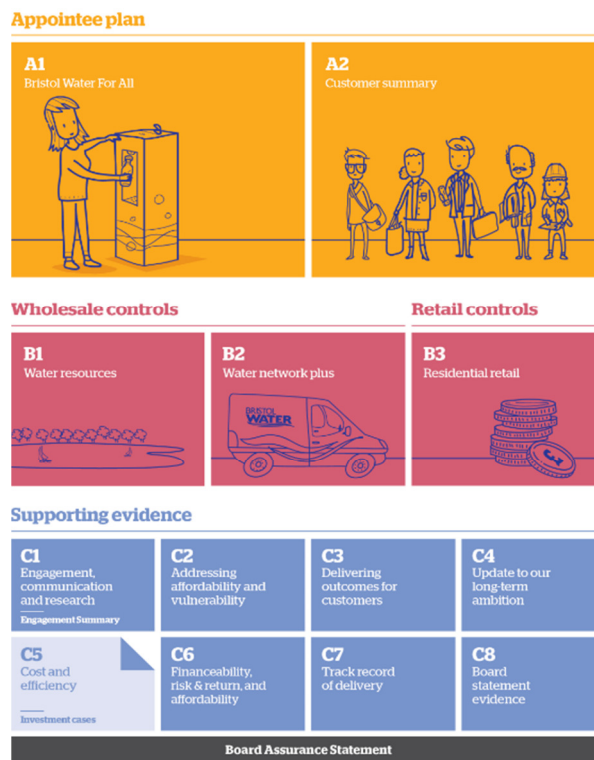 Appointee plan
A1
Bristol Water For All
A2
Customer summary
Wholesale controls
Retail controls
B1
Water resources
B2
Water network plus
BRISTOL
WATER
B3
Residential retail
Supporting evidence
C1
Engagement,
communication
and research
Engagement Summary
C2
Addressing
affordability and
vulnerability
C3
Delivering
outcomes for
customers
C4
Update to our
long-term
ambition
C5
Cost and
efficiency
Investment cases
C6
Financeability,
risk & return, and
affordability
C7
Track record
of delivery
C8
Board
statement
evidence
Board Assurance Statement